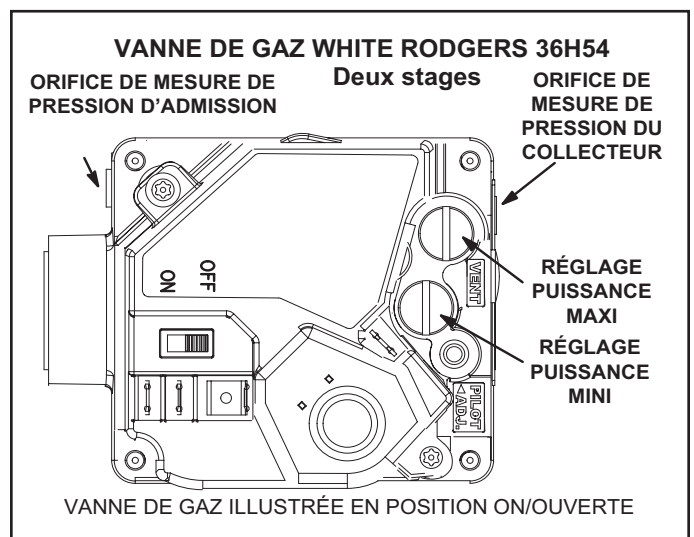 VANNE DE GAZ WHITE RODGERS 36H54
Deux stages
ORIFICE DE MESURE DE
PRESSION D’ADMISSION
ORIFICE DE
MESURE DE
PRESSION DU
COLLECTEUR
OFF
ON
VENT
RÉGLAGE
PUISSANCE
MAXI
RÉGLAGE
PUISSANCE
MINI
PILOT
ADJ.
VANNE DE GAZ ILLUSTRÉE EN POSITION ON/OUVERTE